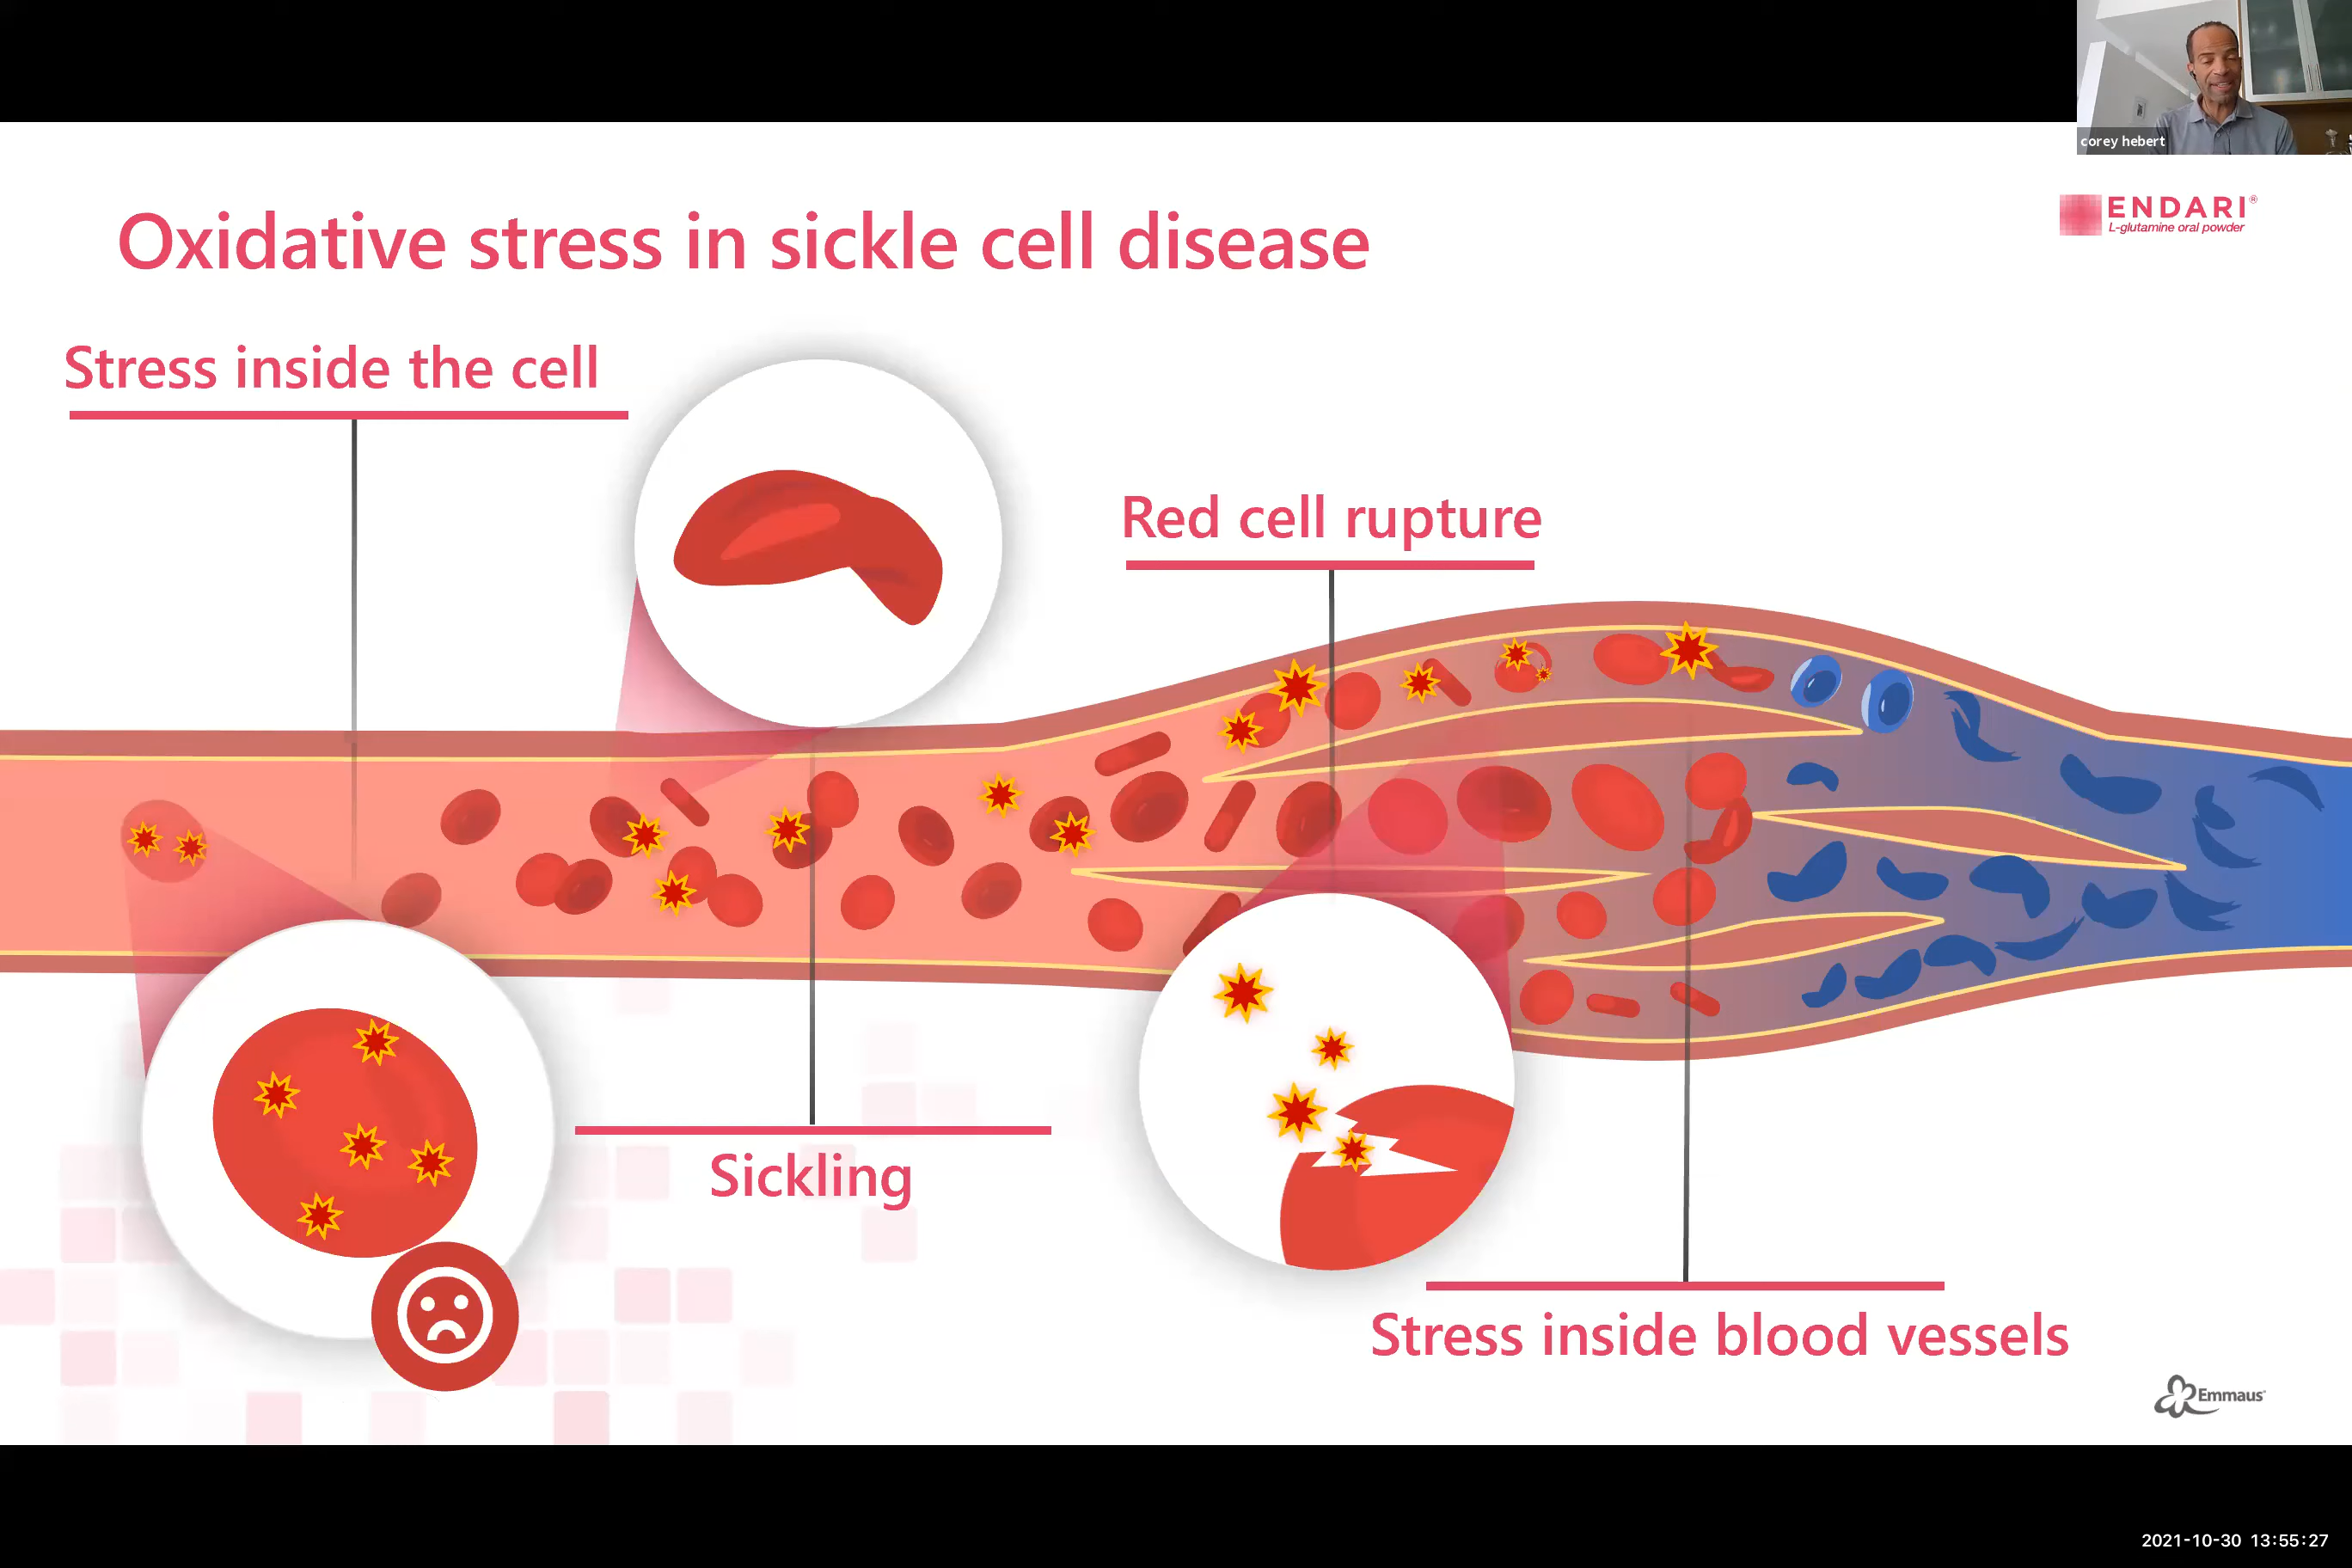 corey hebert
ENDARI®
L-glutamine oral powder
Oxidative stress in sickle cell disease
Stress inside the cell
Red cell rupture
Sickling
Stress inside blood vessels
Emmaus
2021-10-30 13:55:27